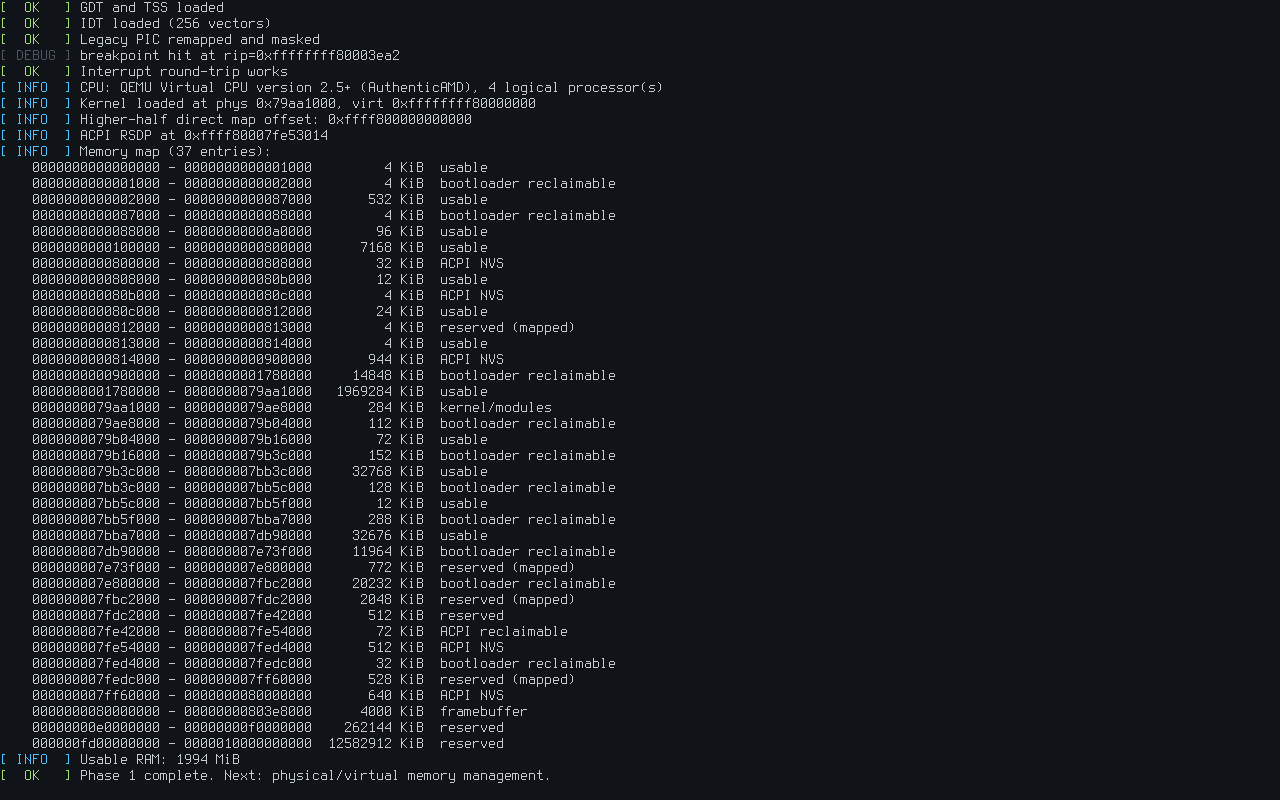 [  OK   ] GDT and TSS loaded
[  OK   ] IDT loaded (256 vectors)
[  OK   ] Legacy PIC remapped and masked
[ DEBUG ] breakpoint hit at rip=0xffffffff80003ea2
[  OK   ] Interrupt round-trip works
[ INFO  ] CPU: QEMU Virtual CPU version 2.5+ (AuthenticAMD), 4 logical processor(s)
[ INFO  ] Kernel loaded at phys 0x79aa1000, virt 0xffffffff80000000
[ INFO  ] Higher-half direct map offset: 0xffff800000000000
[ INFO  ] ACPI RSDP at 0xffff80007fe53014
[ INFO  ] Memory map (37 entries):
    0000000000000000 - 0000000000001000         4 KiB  usable
    0000000000001000 - 0000000000002000         4 KiB  bootloader reclaimable
    0000000000002000 - 0000000000087000       532 KiB  usable
    0000000000087000 - 0000000000088000         4 KiB  bootloader reclaimable
    0000000000088000 - 00000000000a0000        96 KiB  usable
    0000000000100000 - 0000000000800000      7168 KiB  usable
    0000000000800000 - 0000000000808000        32 KiB  ACPI NVS
    0000000000808000 - 000000000080b000        12 KiB  usable
    000000000080b000 - 000000000080c000         4 KiB  ACPI NVS
    000000000080c000 - 0000000000812000        24 KiB  usable
    0000000000812000 - 0000000000813000         4 KiB  reserved (mapped)
    0000000000813000 - 0000000000814000         4 KiB  usable
    0000000000814000 - 0000000000900000       944 KiB  ACPI NVS
    0000000000900000 - 0000000001780000     14848 KiB  bootloader reclaimable
    0000000001780000 - 0000000079aa1000   1969284 KiB  usable
    0000000079aa1000 - 0000000079ae8000       284 KiB  kernel/modules
    0000000079ae8000 - 0000000079b04000       112 KiB  bootloader reclaimable
    0000000079b04000 - 0000000079b16000        72 KiB  usable
    0000000079b16000 - 0000000079b3c000       152 KiB  bootloader reclaimable
    0000000079b3c000 - 000000007bb3c000     32768 KiB  usable
    000000007bb3c000 - 000000007bb5c000       128 KiB  bootloader reclaimable
    000000007bb5c000 - 000000007bb5f000        12 KiB  usable
    000000007bb5f000 - 000000007bba7000       288 KiB  bootloader reclaimable
    000000007bba7000 - 000000007db90000     32676 KiB  usable
    000000007db90000 - 000000007e73f000     11964 KiB  bootloader reclaimable
    000000007e73f000 - 000000007e800000       772 KiB  reserved (mapped)
    000000007e800000 - 000000007fbc2000     20232 KiB  bootloader reclaimable
    000000007fbc2000 - 000000007fdc2000      2048 KiB  reserved (mapped)
    000000007fdc2000 - 000000007fe42000       512 KiB  reserved
    000000007fe42000 - 000000007fe54000        72 KiB  ACPI reclaimable
    000000007fe54000 - 000000007fed4000       512 KiB  ACPI NVS
    000000007fed4000 - 000000007fedc000        32 KiB  bootloader reclaimable
    000000007fedc000 - 000000007ff60000       528 KiB  reserved (mapped)
    000000007ff60000 - 0000000080000000       640 KiB  ACPI NVS
    0000000080000000 - 00000000803e8000      4000 KiB  framebuffer
    00000000e0000000 - 00000000f0000000    262144 KiB  reserved
    000000fd00000000 - 0000010000000000  12582912 KiB  reserved
[ INFO  ] Usable RAM: 1994 MiB
[  OK   ] Phase 1 complete. Next: physical/virtual memory management.